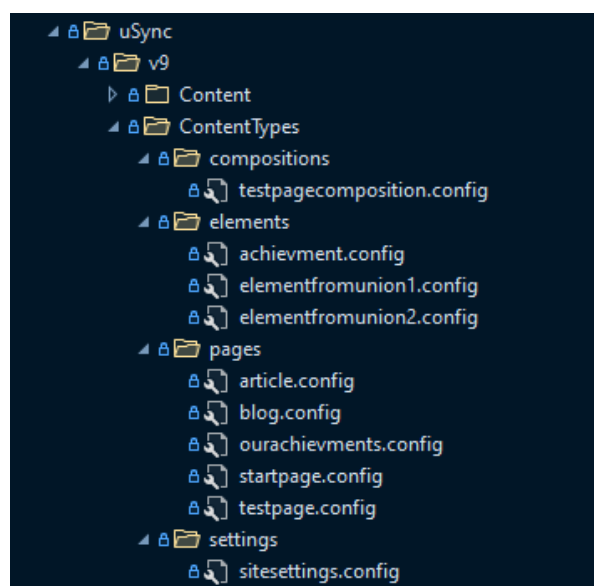 uSync
v9
Content
ContentTypes
compositions
testpagecomposition.config
elements
achievment.config
elementfromunion1.config
elementfromunion2.config
pages
article.config
blog.config
ourachievments.config
startpage.config
testpage.config
settings
sitesettings.config